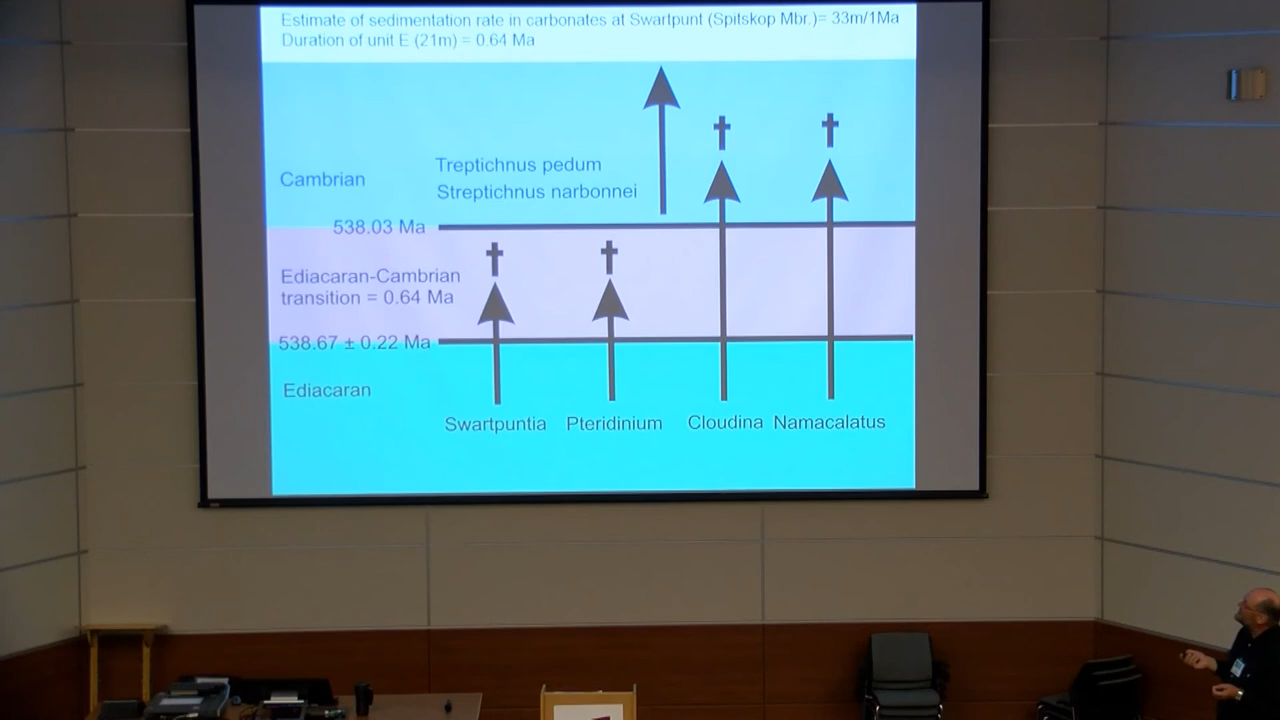 Estimate of sedimentation rate in carbonates at Swartpunt (Spitskop Mbr.)= 33m/1Ma
Duration of unit E (21m) = 0.64 Ma
Treptichnus pedum
Cambrian
Streptichnus narbonnei
538.03 Ma
Ediacaran-Cambrian
transition = 0.64 Ma
538.67 ± 0.22 Ma
Ediacaran
Swartpuntia Pteridinium Cloudina Namacalatus